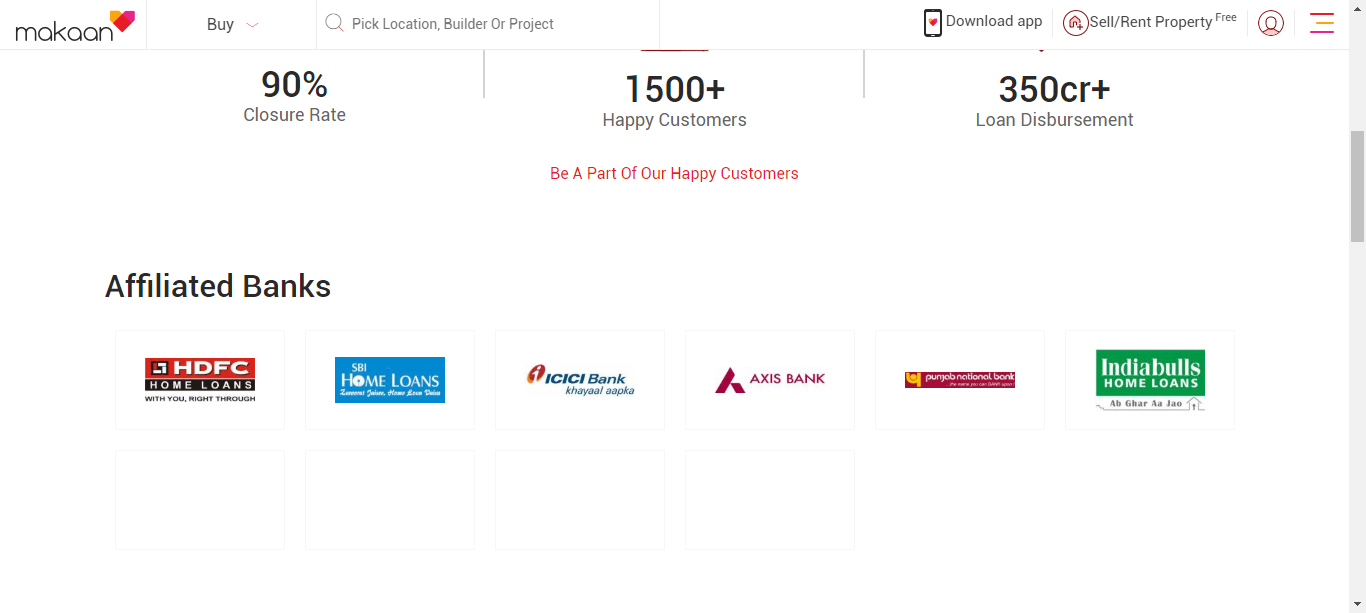 makaan
Buy
Pick Location, Builder Or Project
Download app
Sell/Rent Property Free
90%
Closure Rate
1500+
Happy Customers
350cr+
Loan Disbursement
Be A Part Of Our Happy Customers
Affiliated Banks
HDFC
HOME LOANS
WITH YOU, RIGHT THROUGH
SBI
HOME LOANS
Zaroorat Jaisee, Home Loan Vaisa
ICICI Bank
khayaal aapka
AXIS BANK
punjab national bank
...the name you can BANK upon!
Indiabulls
HOME LOANS
Ab Ghar Aa Jao